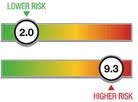 LOWER RISK
2.0
9.3
HIGHER RISK